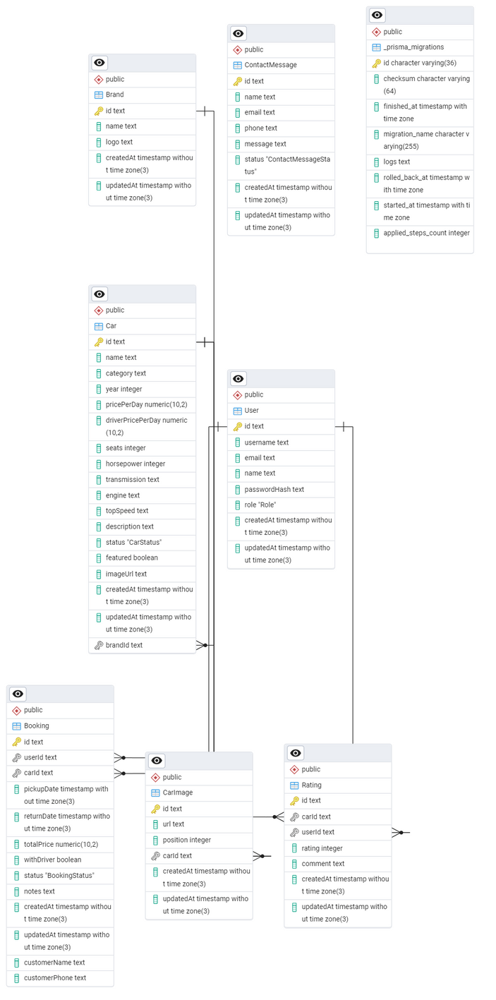 public
_prisma_migrations
id character varying(36)
checksum character varying
(64)
finished_at timestamp with
time zone
migration_name character v
arying(255)
logs text
rolled_back_at timestamp w
ith time zone
started_at timestamp with ti
me zone
applied_steps_count integer
public
ContactMessage
id text
name text
email text
phone text
message text
status "ContactMessageSta
tus"
createdAt timestamp withou
t time zone(3)
updatedAt timestamp witho
ut time zone(3)
public
Brand
id text
name text
logo text
createdAt timestamp withou
t time zone(3)
updatedAt timestamp witho
ut time zone(3)
public
Car
id text
name text
category text
year integer
pricePerDay numeric(10,2)
driverPricePerDay numeric
(10,2)
seats integer
horsepower integer
transmission text
engine text
topSpeed text
description text
status "CarStatus"
featured boolean
imageUrl text
createdAt timestamp withou
t time zone(3)
updatedAt timestamp witho
ut time zone(3)
brandId text
public
User
id text
username text
email text
name text
passwordHash text
role "Role"
createdAt timestamp withou
t time zone(3)
updatedAt timestamp witho
ut time zone(3)
public
Booking
id text
userId text
carId text
pickupDate timestamp with
out time zone(3)
returnDate timestamp witho
ut time zone(3)
totalPrice numeric(10,2)
withDriver boolean
status "BookingStatus"
notes text
createdAt timestamp withou
t time zone(3)
updatedAt timestamp witho
ut time zone(3)
customerName text
customerPhone text
public
CarImage
id text
url text
position integer
carId text
createdAt timestamp withou
t time zone(3)
updatedAt timestamp witho
ut time zone(3)
public
Rating
id text
carId text
userId text
rating integer
comment text
createdAt timestamp withou
t time zone(3)
updatedAt timestamp witho
ut time zone(3)